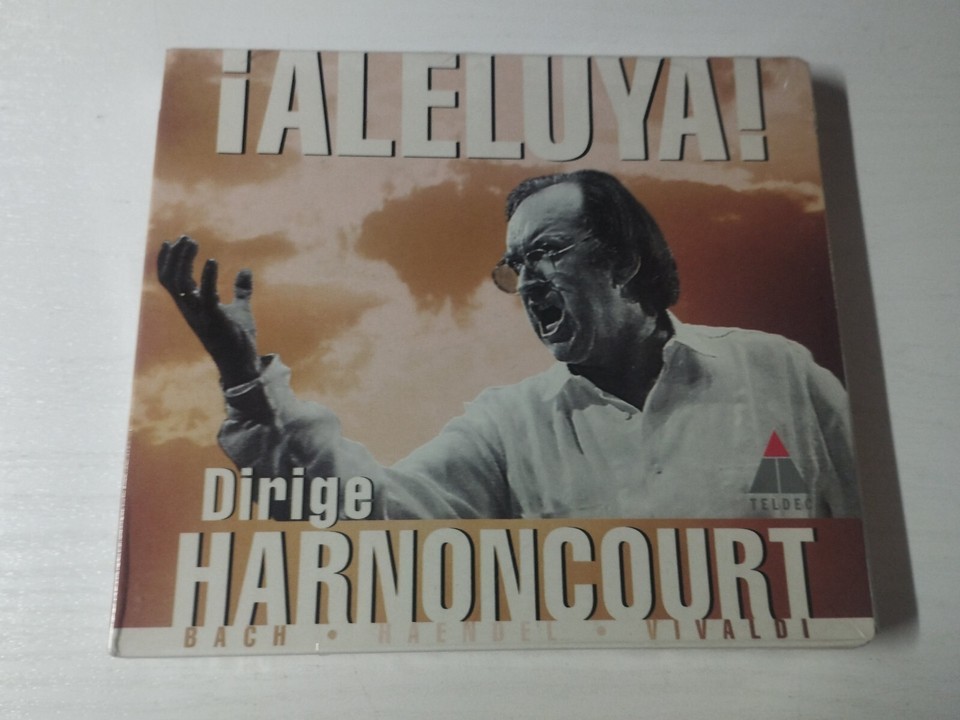 ¡ALELUYA!
TELDEC
Dirige
HARNONCOURT
BACH • HAENDEL • VIVALDI